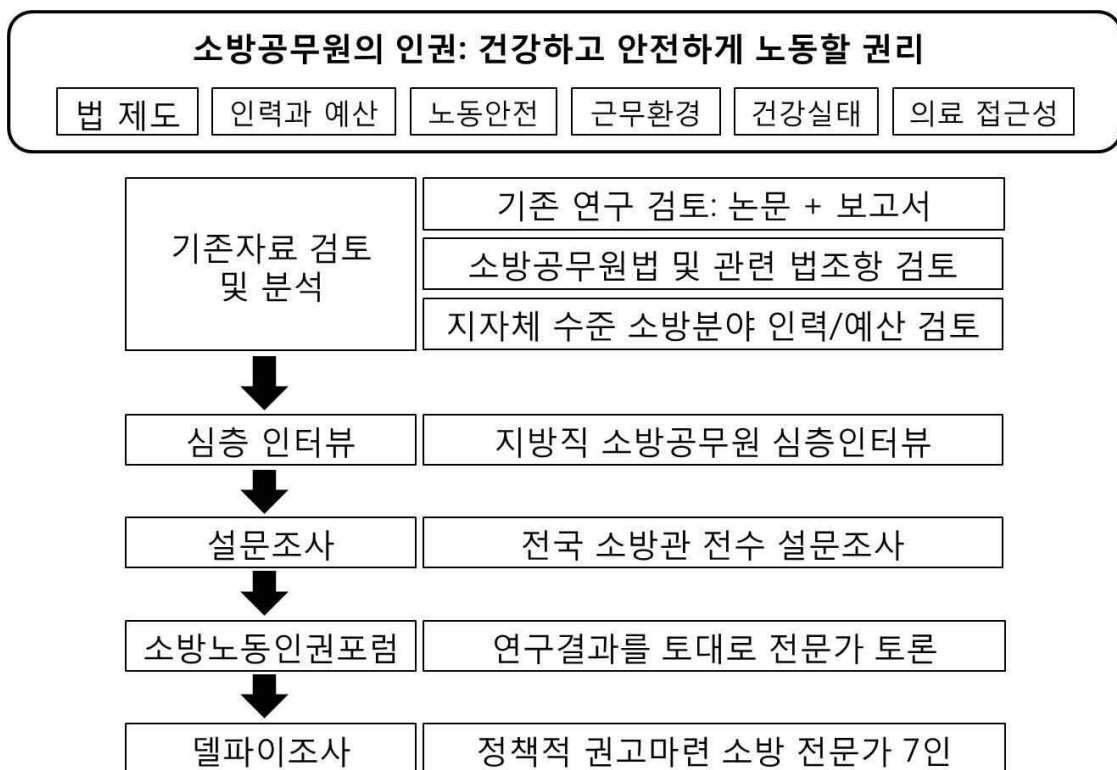 소방공무원의 인권: 건강하고 안전하게 노동할 권리
법 제도 인력과 예산 노동안전 근무환경 건강실태 의료 접근성
기존자료 검토
및 분석
기존 연구 검토: 논문 + 보고서
소방공무원법 및 관련 법조항 검토
지자체 수준 소방분야 인력/예산 검토
심층 인터뷰 지방직 소방공무원 심층인터뷰
설문조사 전국 소방관 전수 설문조사
소방노동인권포럼 연구결과를 토대로 전문가 토론
델파이조사 정책적 권고마련 소방 전문가 7인